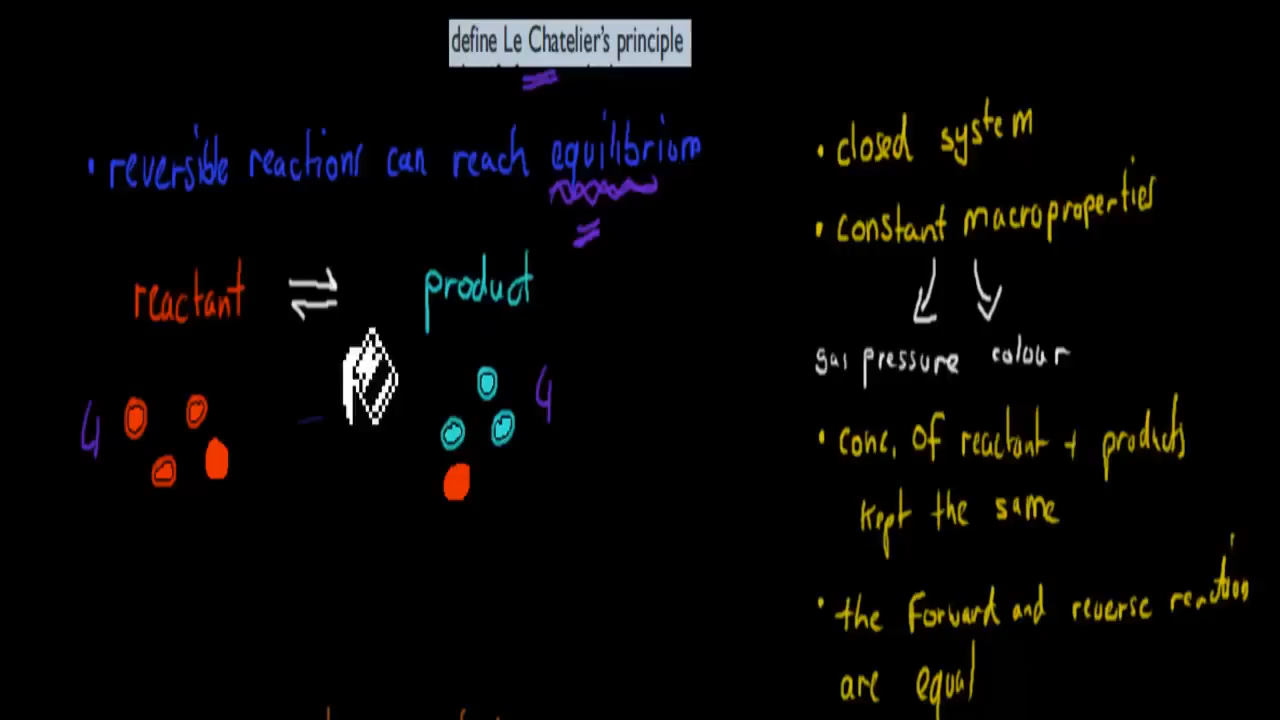 define Le Chatelier's principle
• reversible reactions can reach equilibrium
reactant ⇌ product
4
4
• closed system
• constant macroproperties
gas pressure colour
• conc. of reactant + products
kept the same
• the forward and reverse reaction
are equal